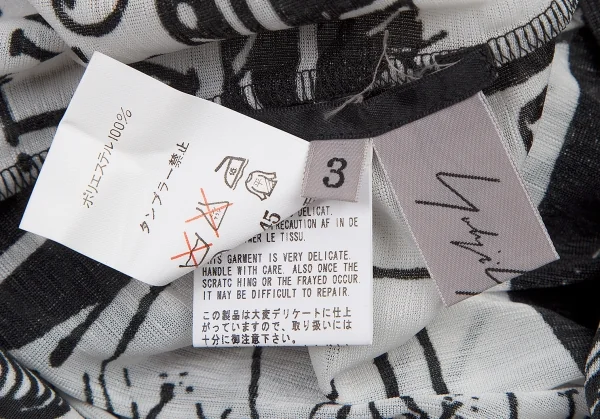 ポリエステル100%
タンブラー禁止
45
3
DELICAT.
PRECAUTION AF IN DE
LE TISSU.
THIS GARMENT IS VERY DELICATE.
HANDLE WITH CARE. ALSO ONCE THE
SCRATC HING OR THE FRAYED OCCUR.
IT MAY BE DIFFICULT TO REPAIR.
この製品は大変デリケートに仕上
がっていますので、取り扱いには
十分に御注意下さい。